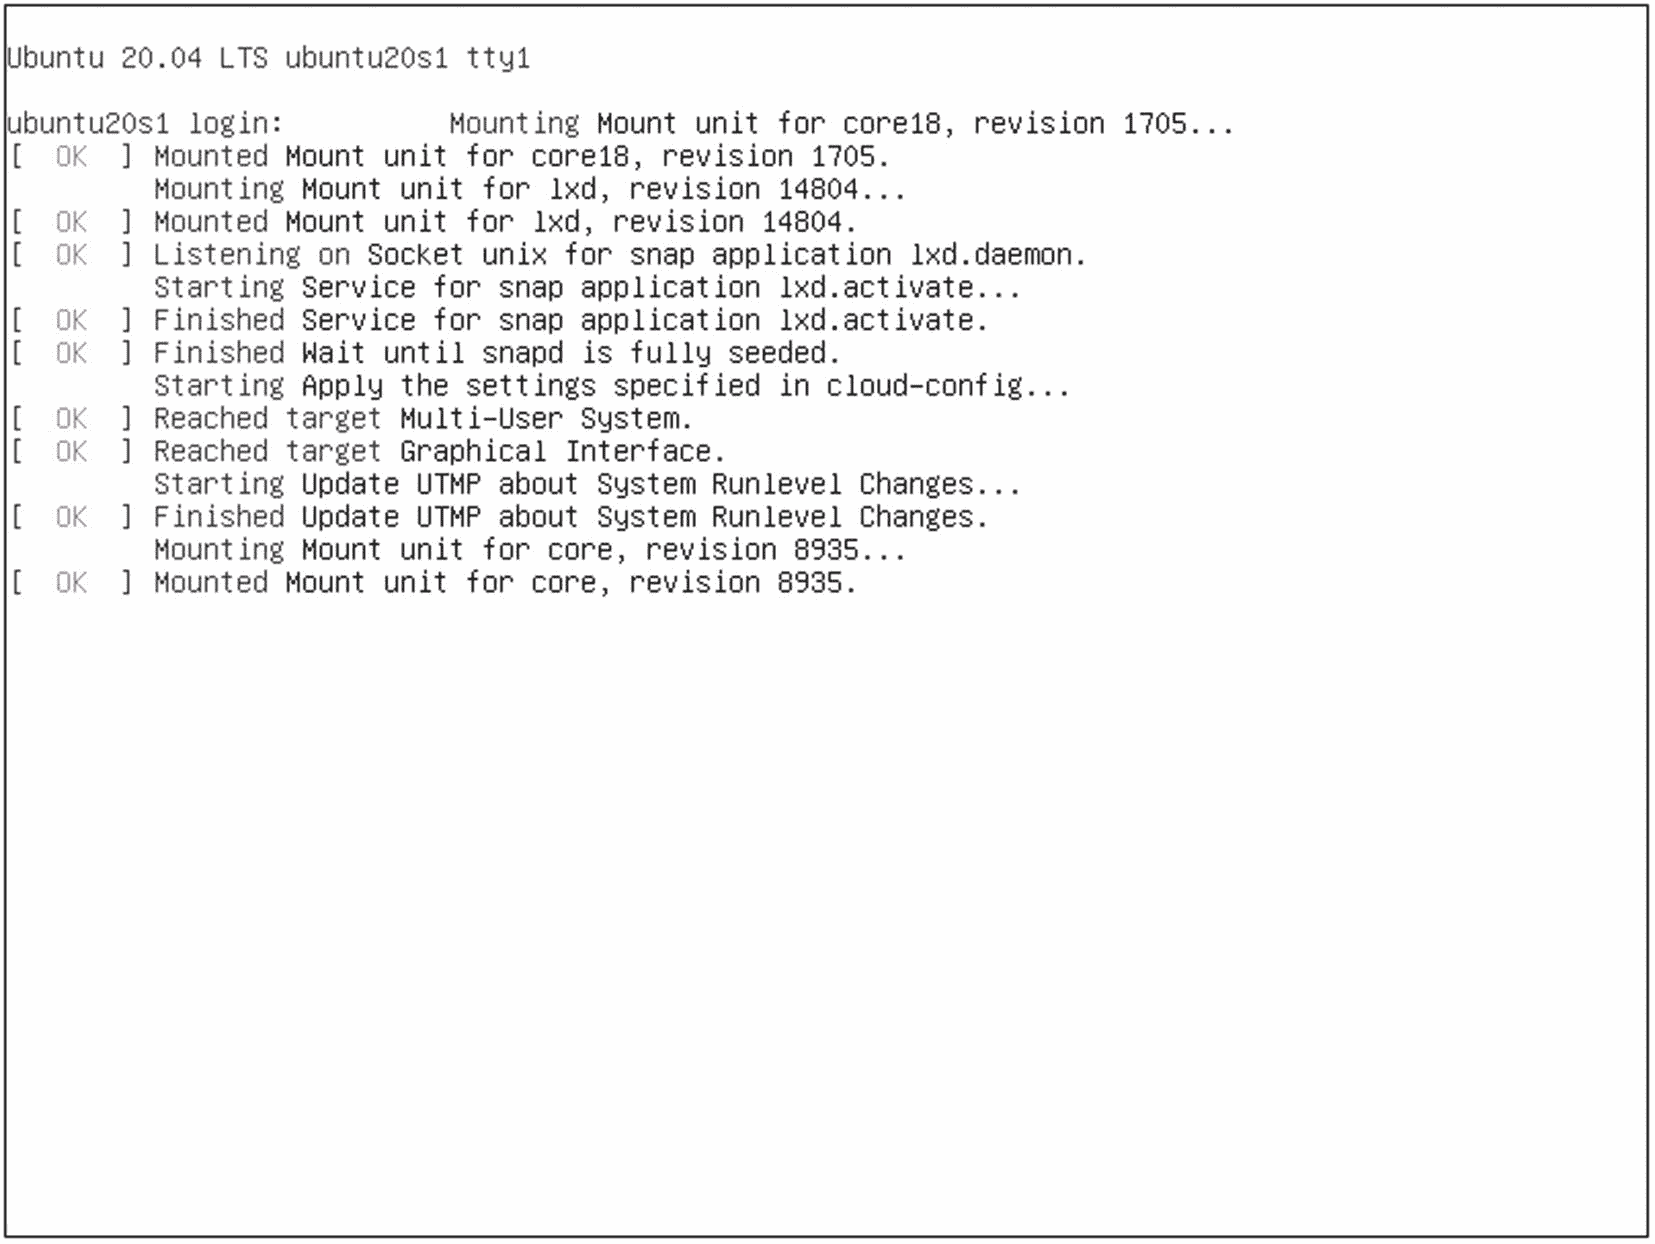 Ubuntu 20.04 LTS ubuntu20s1 tty1
ubuntu20s1 login:          Mounting Mount unit for core18, revision 1705...
[  OK  ] Mounted Mount unit for core18, revision 1705.
         Mounting Mount unit for lxd, revision 14804...
[  OK  ] Mounted Mount unit for lxd, revision 14804.
[  OK  ] Listening on Socket unix for snap application lxd.daemon.
         Starting Service for snap application lxd.activate...
[  OK  ] Finished Service for snap application lxd.activate.
[  OK  ] Finished Wait until snapd is fully seeded.
         Starting Apply the settings specified in cloud-config...
[  OK  ] Reached target Multi-User System.
[  OK  ] Reached target Graphical Interface.
         Starting Update UTMP about System Runlevel Changes...
[  OK  ] Finished Update UTMP about System Runlevel Changes.
         Mounting Mount unit for core, revision 8935...
[  OK  ] Mounted Mount unit for core, revision 8935.